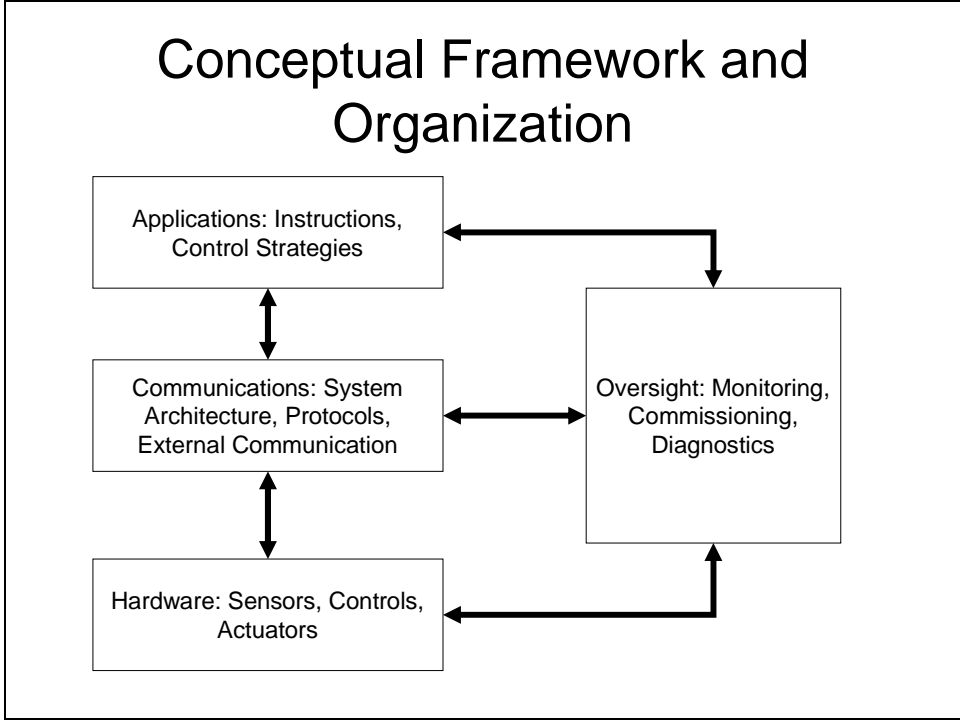 Conceptual Framework and
Organization
Applications: Instructions,
Control Strategies
Communications: System
Architecture, Protocols,
External Communication
Oversight: Monitoring,
Commissioning,
Diagnostics
Hardware: Sensors, Controls,
Actuators